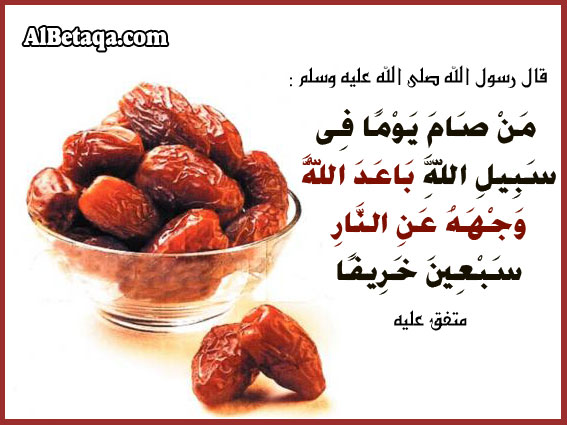 AlBetaqa.com
قال رسول الله صلى الله عليه وسلم :
مَنْ صَامَ يَوْمًا فِى
سَبِيلِ اللَّهِ بَاعَدَ اللَّهُ
وَجْهَهُ عَنِ النَّارِ
سَبْعِينَ خَرِيفًا
متفق عليه